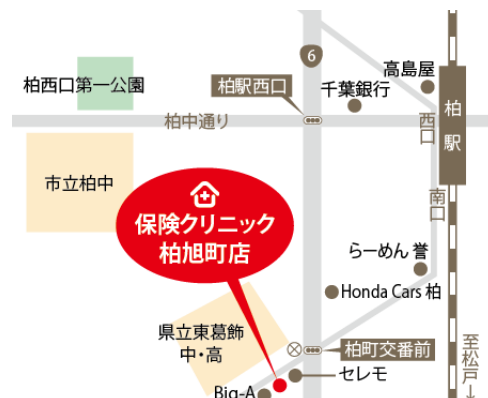 6
高島屋
柏西口第一公園
柏駅西口
千葉銀行
柏駅
西口
柏中通り
市立柏中
南口
保険クリニック
柏旭町店
らーめん 誉
Honda Cars 柏
県立東葛飾
中・高
柏町交番前
至松戸→
セレモ
Big-A